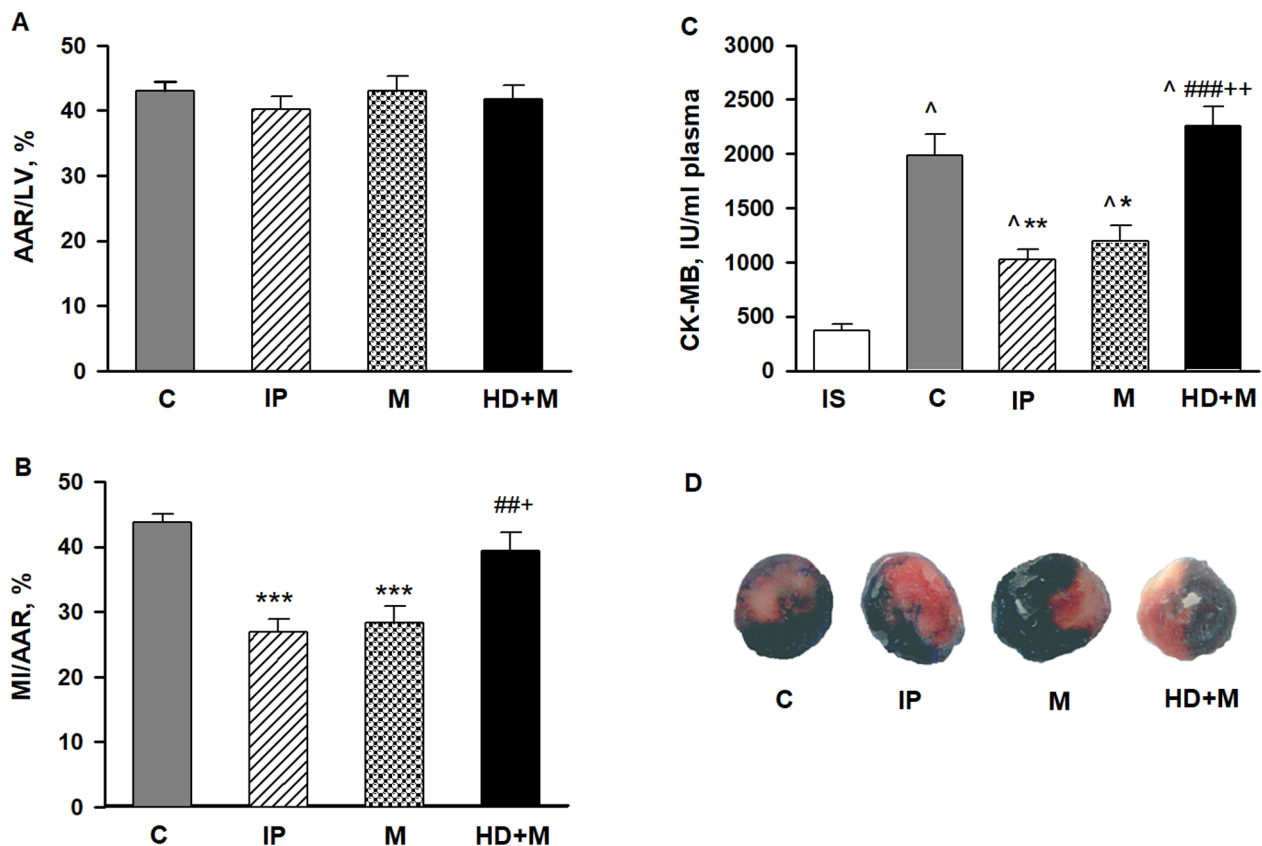 A
AAR/LV, %
50
40
30
20
10
0
C IP M HD+M
B
MI/AAR, %
50
40
30
20
10
0
*** *** ##+
C IP M HD+M
C
CK-MB, IU/ml plasma
3000
2500
2000
1500
1000
500
0
^ ^** ^* ^ ###++
IS C IP M HD+M
D
C IP M HD+M